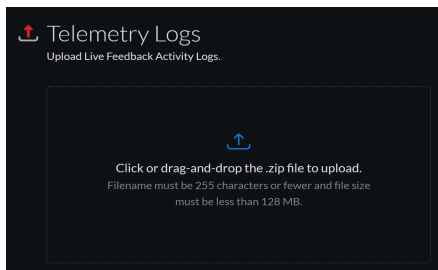 Telemetry Logs
Upload Live Feedback Activity Logs.
Click or drag-and-drop the .zip file to upload.
Filename must be 255 characters or fewer and file size
must be less than 128 MB.